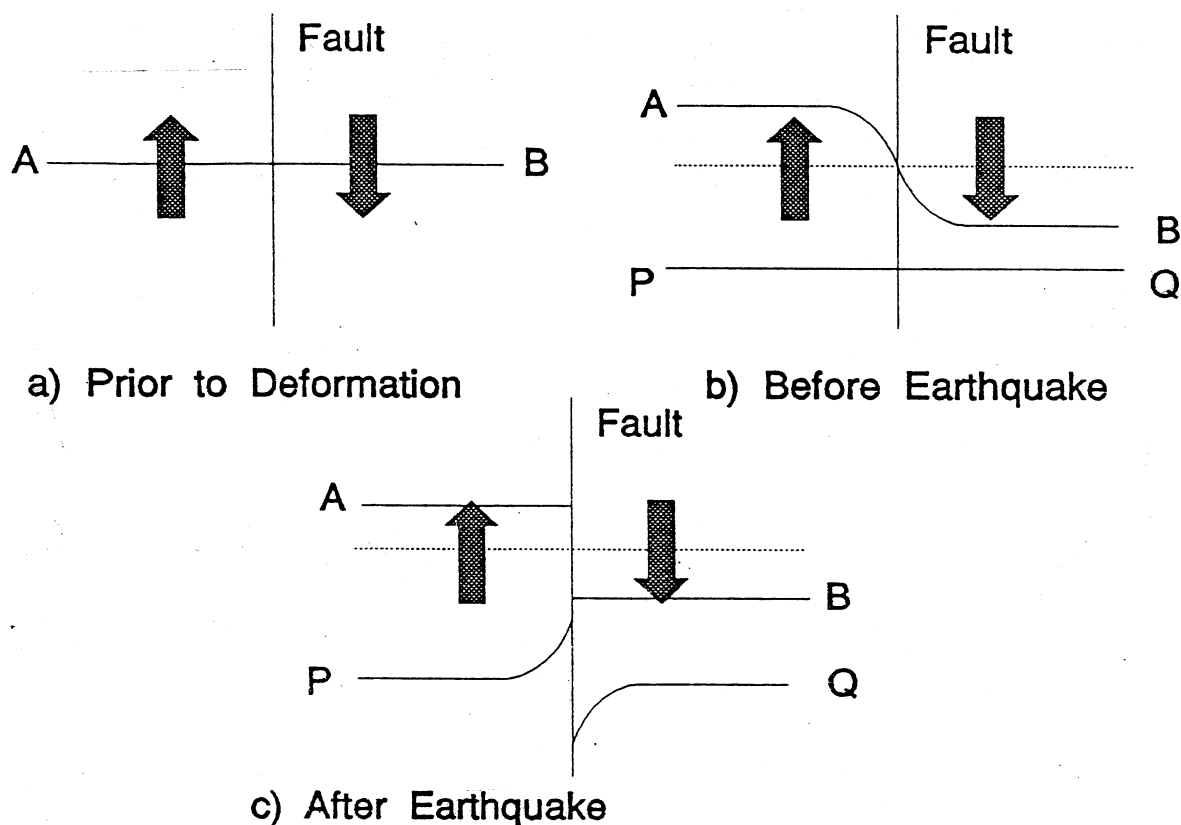 Fault
A
B
a) Prior to Deformation
Fault
A
B
P
Q
b) Before Earthquake
Fault
A
B
P
Q
c) After Earthquake